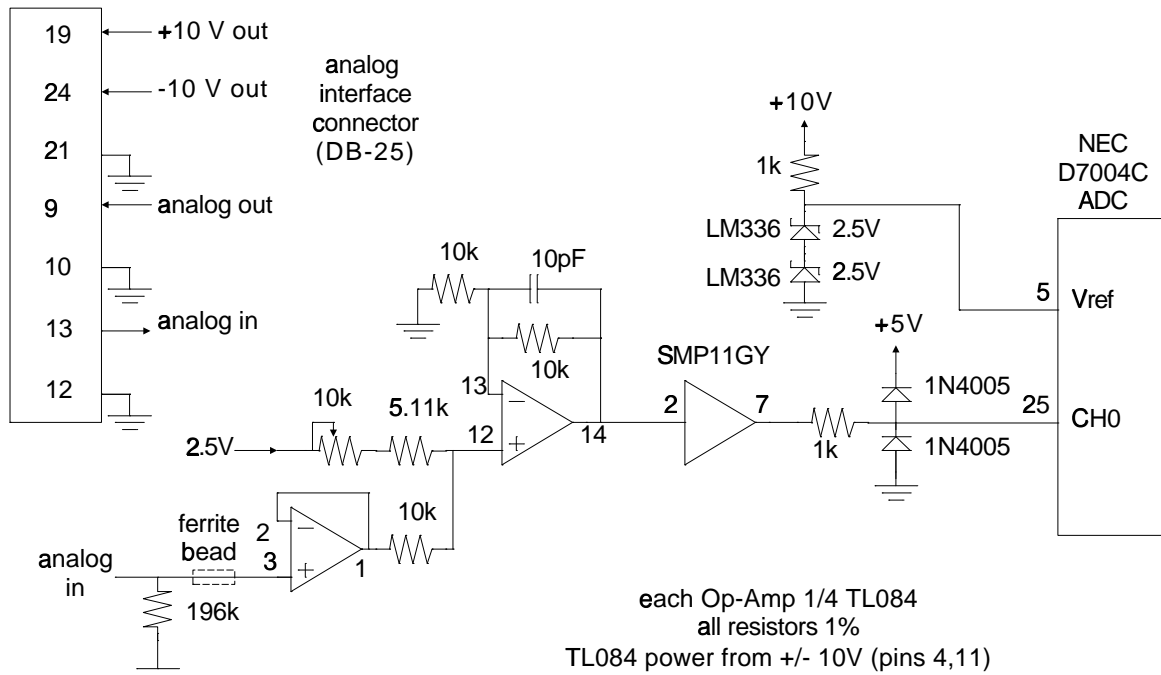 19
+10 V out
24
-10 V out
21
9
analog out
10
13
analog in
12
analog
interface
connector
(DB-25)
+10V
1k
LM336
2.5V
LM336
2.5V
NEC
D7004C
ADC
5
Vref
+5V
1N4005
25
CH0
1N4005
10k
10pF
10k
SMP11GY
13
12
14
2
7
1k
10k
5.11k
2.5V
10k
2
3
1
ferrite
bead
analog
in
196k
each Op-Amp 1/4 TL084
all resistors 1%
TL084 power from +/- 10V (pins 4,11)